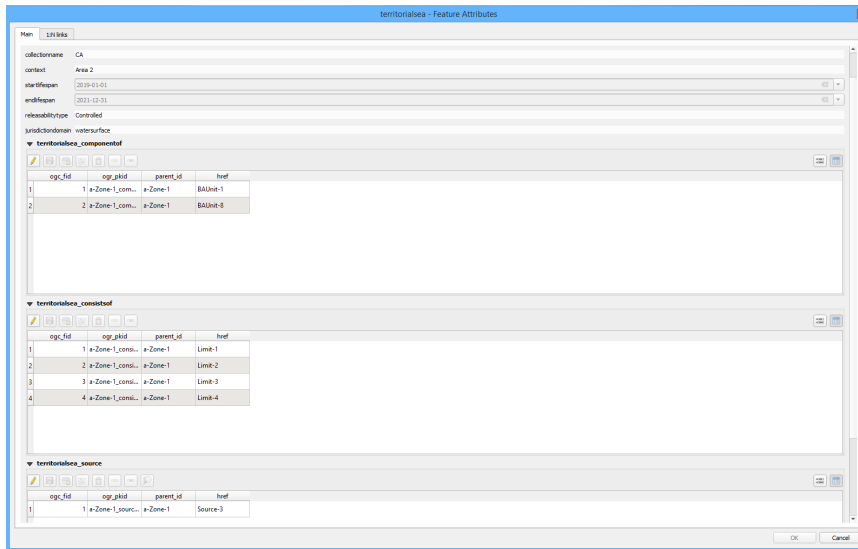 territorialsea - Feature Attributes
Main 1:N links
collectionname CA
context Area 2
startlifespan 2019-01-01
endlifespan 2021-12-31
releasabilitytype Controlled
jurisdictiondomain watersurface
territorialsea_componentof
ogc_fid ogr_pkid parent_id href
1 1 a-Zone-1_com... a-Zone-1 BAUnit-1
2 2 a-Zone-1_com... a-Zone-1 BAUnit-8
territorialsea_consistsof
ogc_fid ogr_pkid parent_id href
1 1 a-Zone-1_consi... a-Zone-1 Limit-1
2 2 a-Zone-1_consi... a-Zone-1 Limit-2
3 3 a-Zone-1_consi... a-Zone-1 Limit-3
4 4 a-Zone-1_consi... a-Zone-1 Limit-4
territorialsea_source
ogc_fid ogr_pkid parent_id href
1 1 a-Zone-1_sourc... a-Zone-1 Source-3
OK Cancel